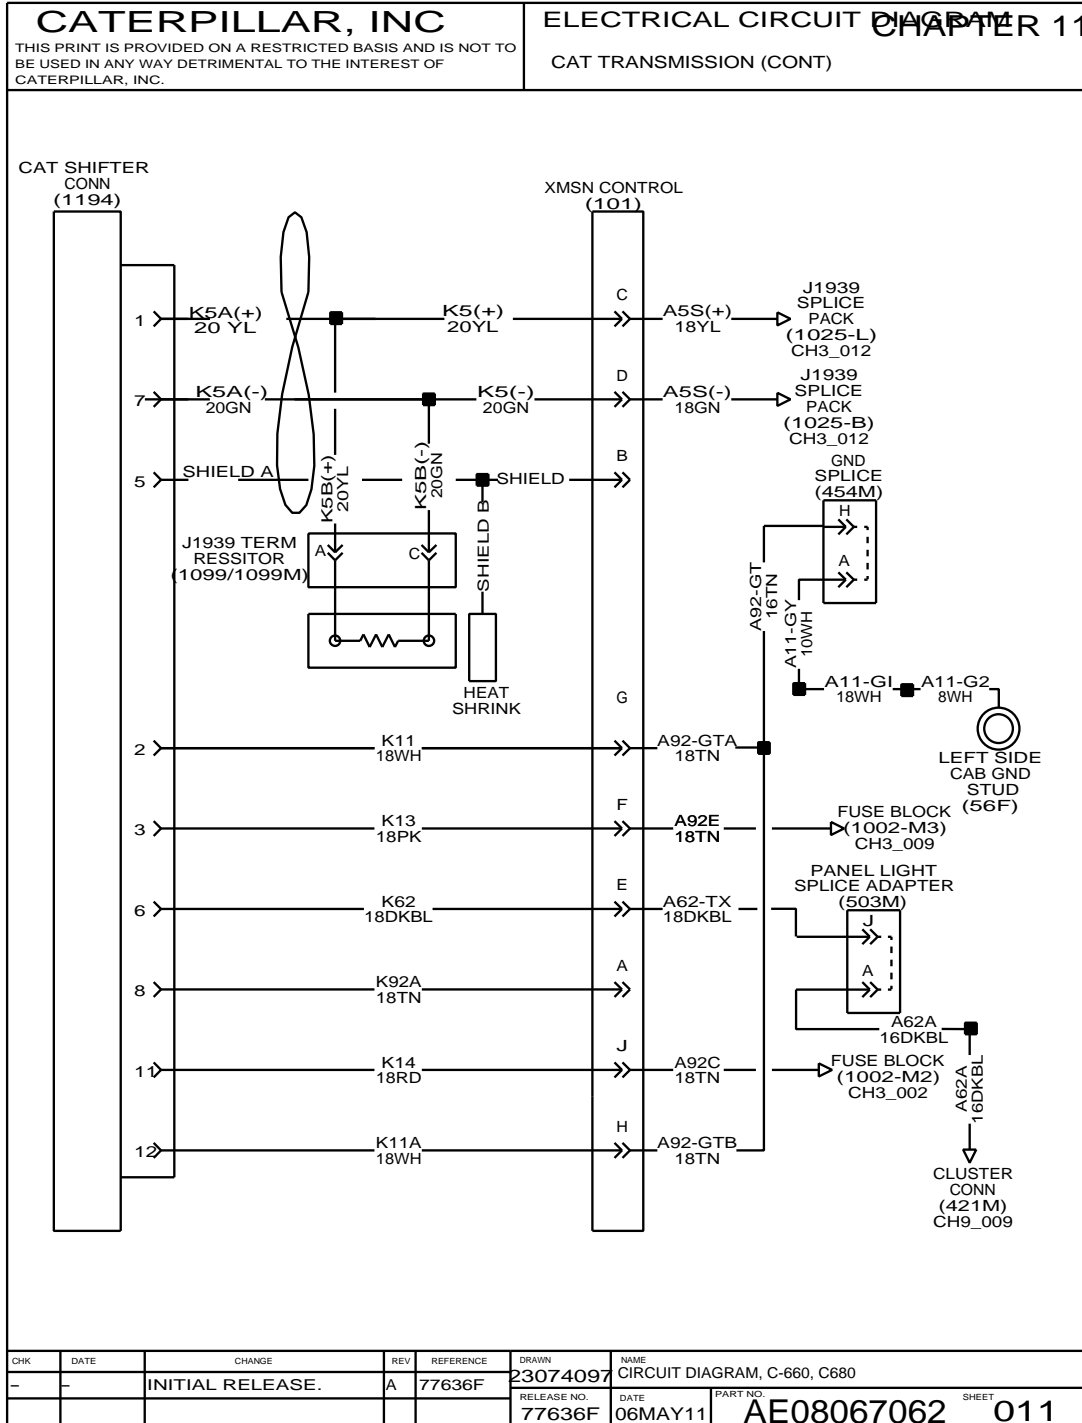 CATERPILLAR, INC
THIS PRINT IS PROVIDED ON A RESTRICTED BASIS AND IS NOT TO
BE USED IN ANY WAY DETRIMENTAL TO THE INTEREST OF
CATERPILLAR, INC.
ELECTRICAL CIRCUIT DIAGRAM
CHAPTER 11
CAT TRANSMISSION (CONT)
CAT SHIFTER
CONN
(1194)
XMSN CONTROL
(101)
1
K5A(+)
20 YL
K5(+)
20YL
C
A5S(+)
18YL
J1939
SPLICE
PACK
(1025-L)
CH3_012
7
K5A(-)
20GN
K5(-)
20GN
D
A5S(-)
18GN
J1939
SPLICE
PACK
(1025-B)
CH3_012
5
SHIELD A
K5B(+)
20YL
K5B(-)
20GN
SHIELD
B
SHIELD B
GND
SPLICE
(454M)
H
A
J1939 TERM
RESSITOR
(1099/1099M)
A
C
HEAT
SHRINK
A92-GT
16TN
A11-GY
10WH
A11-GI
18WH
A11-G2
8WH
LEFT SIDE
CAB GND
STUD
(56F)
2
K11
18WH
G
A92-GTA
18TN
3
K13
18PK
F
A92E
18TN
FUSE BLOCK
(1002-M3)
CH3_009
6
K62
18DKBL
E
A62-TX
18DKBL
PANEL LIGHT
SPLICE ADAPTER
(503M)
J
A
8
K92A
18TN
A
A62A
16DKBL
A62A
16DKBL
11
K14
18RD
J
A92C
18TN
FUSE BLOCK
(1002-M2)
CH3_002
12
K11A
18WH
H
A92-GTB
18TN
CLUSTER
CONN
(421M)
CH9_009
CHK DATE CHANGE REV REFERENCE
– – INITIAL RELEASE. A 77636F
DRAWN
23074097
NAME
CIRCUIT DIAGRAM, C-660, C680
RELEASE NO.
77636F
DATE
06MAY11
PART NO.
AE08067062
SHEET
011